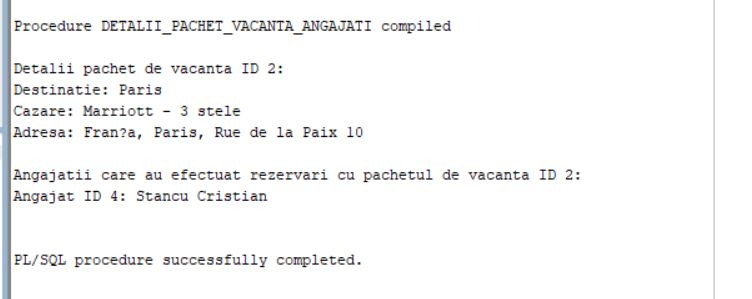 Procedure DETALII_PACHET_VACANTA_ANGAJATI compiled
Detalii pachet de vacanta ID 2:
Destinatie: Paris
Cazare: Marriott - 3 stele
Adresa: Fran?a, Paris, Rue de la Paix 10
Angajatii care au efectuat rezervari cu pachetul de vacanta ID 2:
Angajat ID 4: Stancu Cristian
PL/SQL procedure successfully completed.